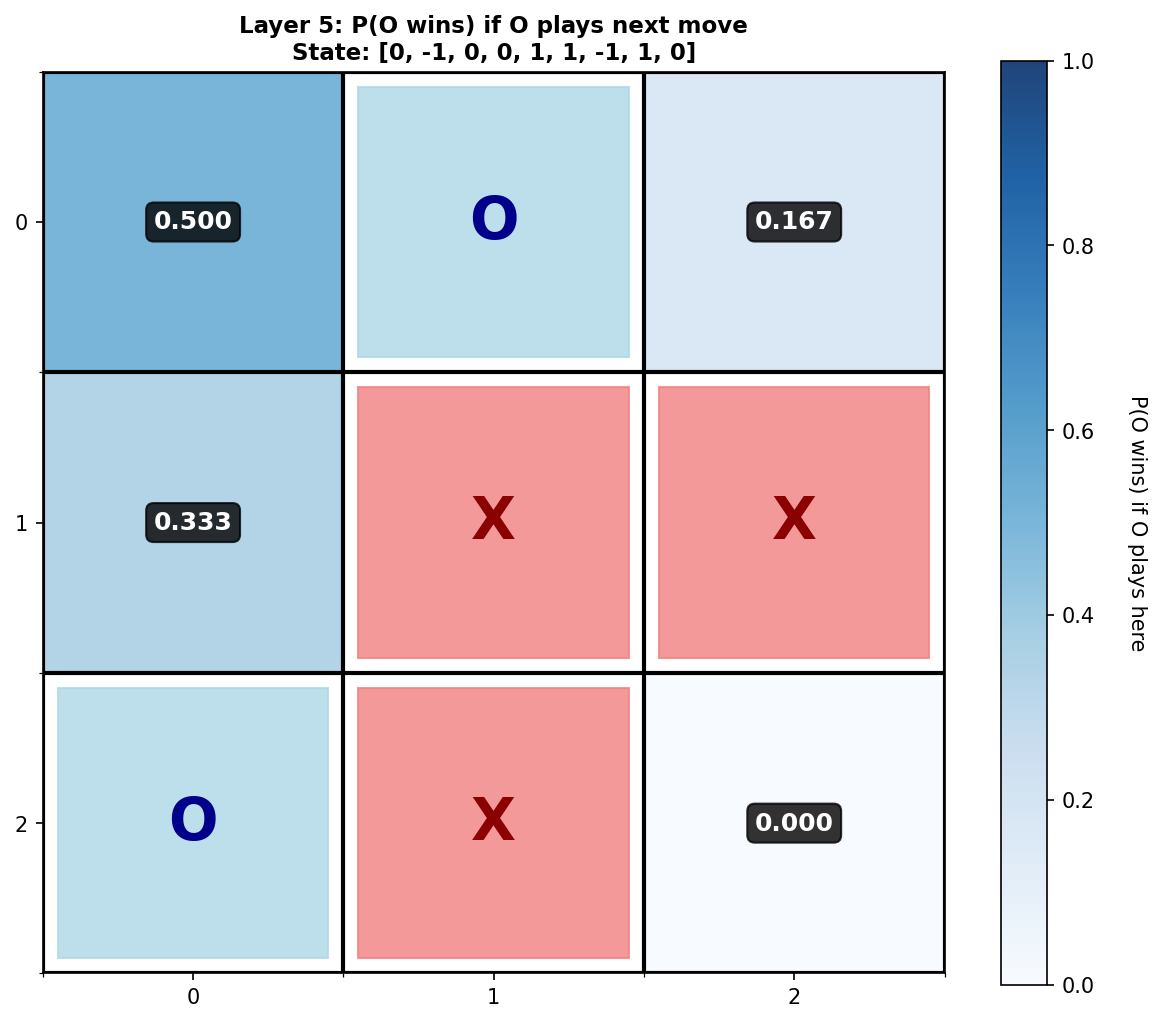 Layer 5: P(O wins) if O plays next move
State: [0, -1, 0, 0, 1, 1, -1, 1, 0]
0.500 O 0.167
0.333 X X
O X 0.000
0
1
2
0 1 2
1.0
0.8
0.6
0.4
0.2
0.0
P(O wins) if O plays here